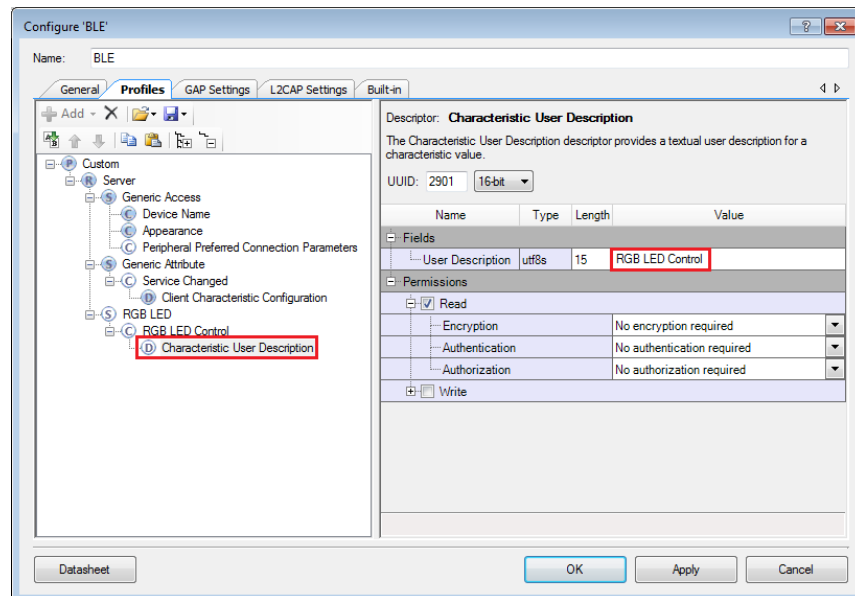 Configure 'BLE'
Name: BLE
General Profiles GAP Settings L2CAP Settings Built-in
Add
Custom
Server
Generic Access
Device Name
Appearance
Peripheral Preferred Connection Parameters
Generic Attribute
Service Changed
Client Characteristic Configuration
RGB LED
RGB LED Control
Characteristic User Description
Descriptor: Characteristic User Description
The Characteristic User Description descriptor provides a textual user description for a
characteristic value.
UUID: 2901 16-bit
Name Type Length Value
Fields
User Description utf8s 15 RGB LED Control
Permissions
Read
Encryption No encryption required
Authentication No authentication required
Authorization No authorization required
Write
Datasheet OK Apply Cancel